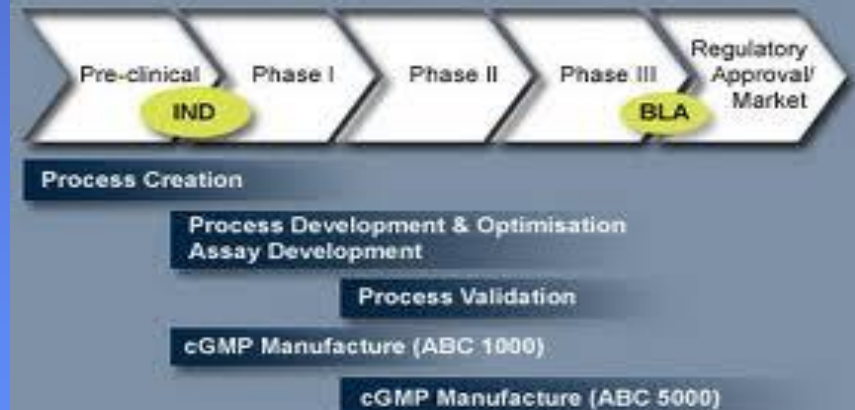 Pre-clinical
IND
Phase I
Phase II
Phase III
BLA
Regulatory
Approval/
Market
Process Creation
Process Development & Optimisation
Assay Development
Process Validation
cGMP Manufacture (ABC 1000)
cGMP Manufacture (ABC 5000)